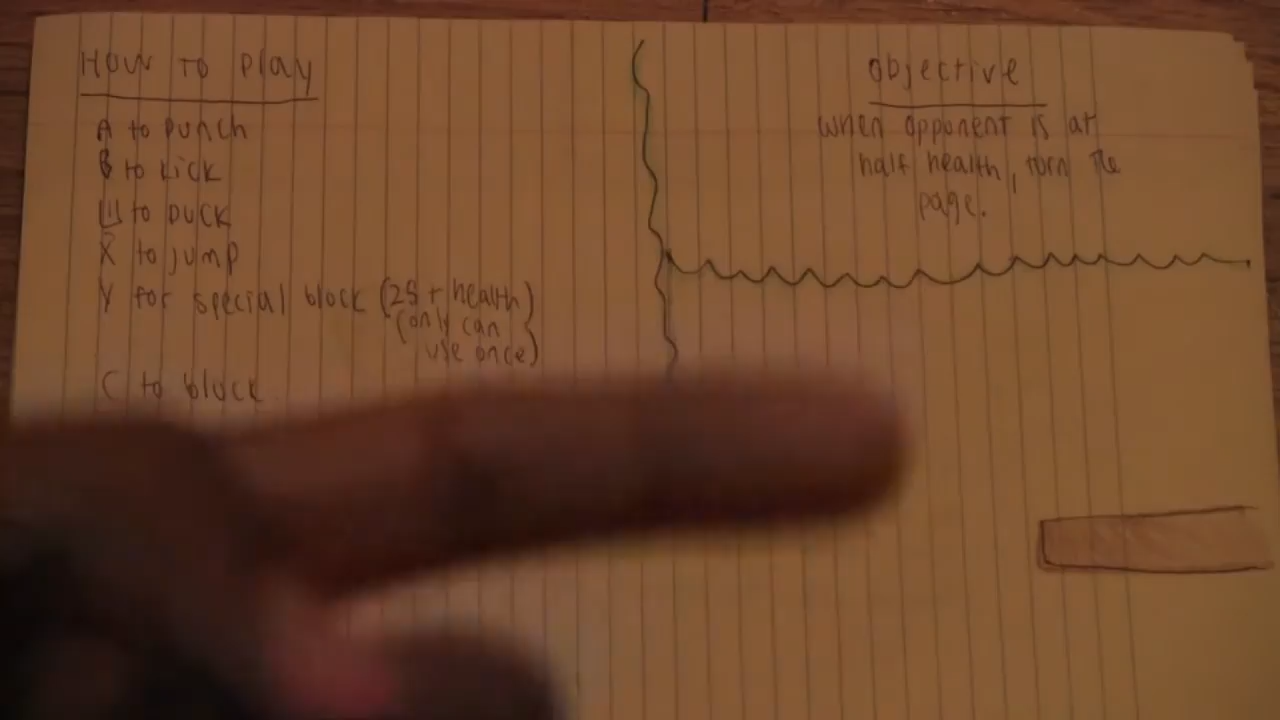 How to play
A to punch
B to kick
to Duck
X to jump
Y for special block (25 + health)
(only can
use once)
C to block
objective
when opponent is at
half health, turn the
page.